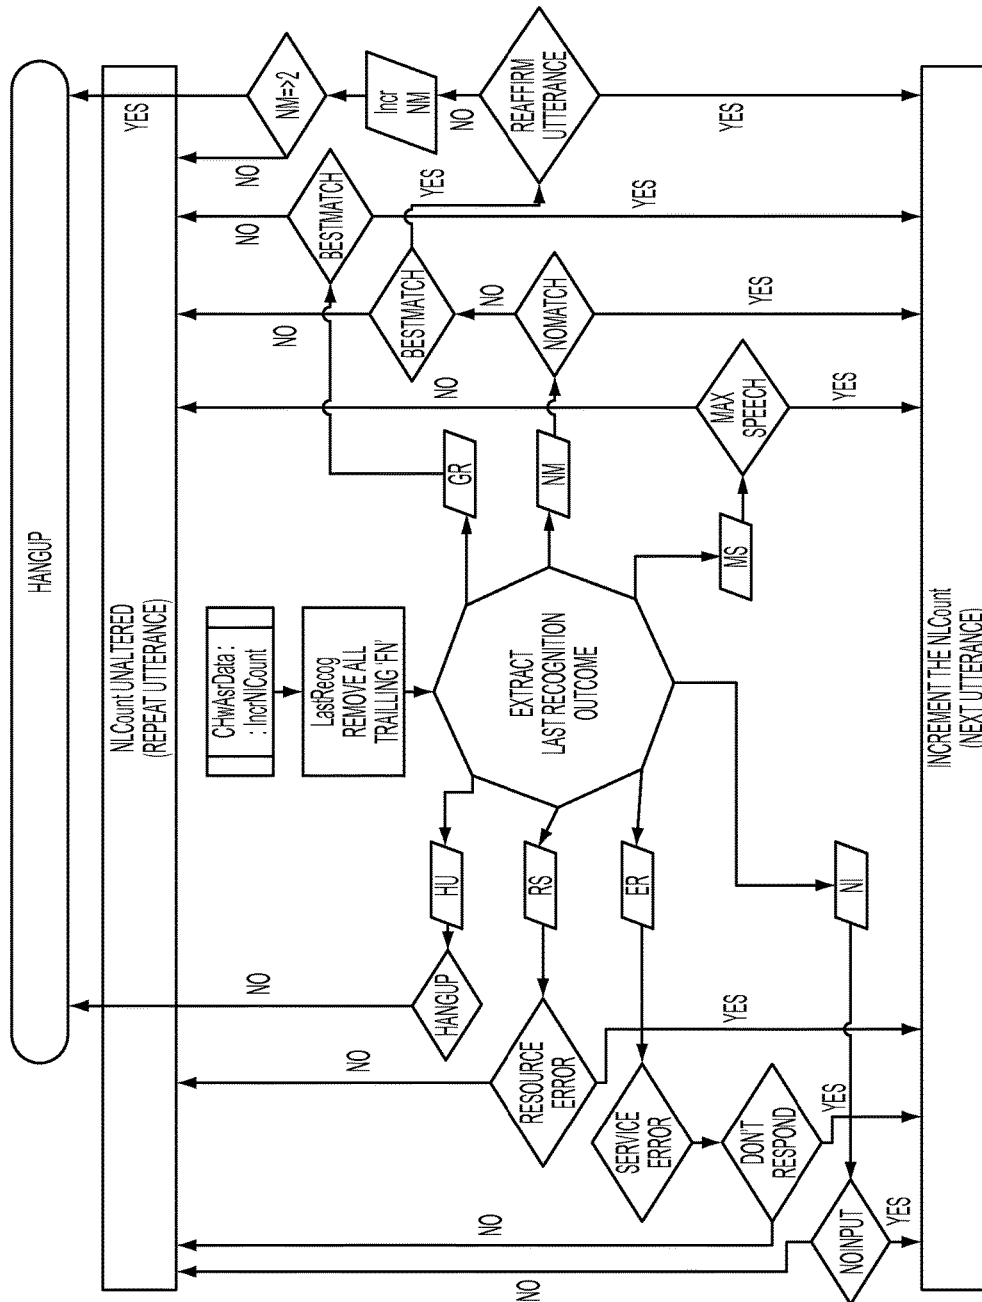 HANGUP
NLCount UNALTERED
(REPEAT UTTERANCE)
CHwAsrData:
:IncrNlCount
LastRecog
REMOVE ALL
TRAILLING 'FN'
EXTRACT
LAST RECOGNITION
OUTCOME
HU
HANGUP
NO
RS
RESOURCE
ERROR
NO
YES
ER
SERVICE
ERROR
DON'T
RESPOND
NO
YES
NI
NOINPUT
NO
YES
GR
BESTMATCH
NO
YES
NM
NOMATCH
NO
YES
BESTMATCH
NO
YES
REAFFIRM
UTTERANCE
NO
YES
Incr
NM
NM=>2
NO
YES
MS
MAX
SPEECH
NO
YES
INCREMENT THE NLCount
(NEXT UTTERANCE)